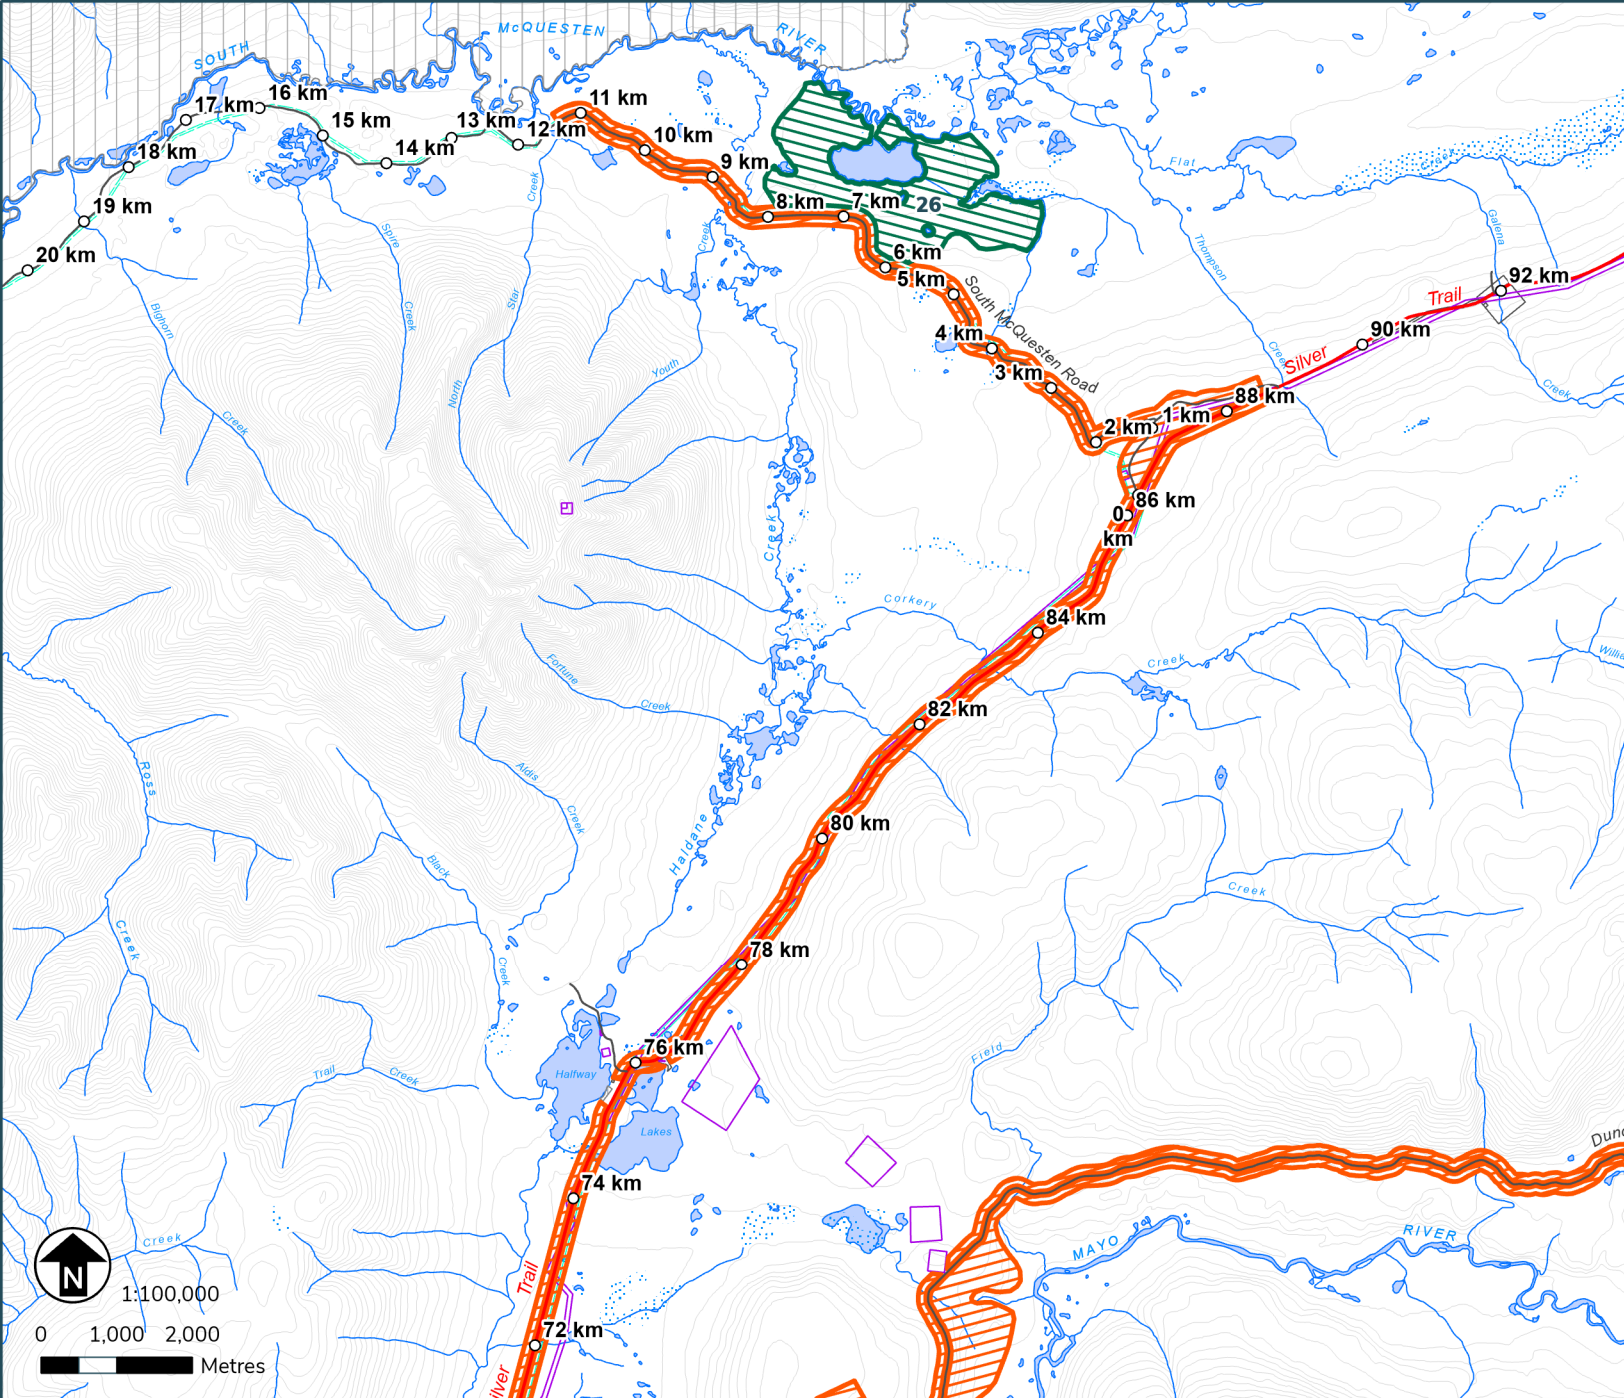 McQUESTEN
RIVER
SOUTH
11 km
16 km
17 km
15 km
13 km
12 km
10 km
14 km
18 km
9 km
Flat
Creek
19 km
8 km
7 km
26
Creek
Spire
Creek
Galena
20 km
6 km
5 km
Thompson
92 km
Bighorn
Creek
Star
South McQuesten Road
Trail
4 km
90 km
3 km
Youth
Creek
Silver
North
88 km
Creek
Creek
2 km
1 km
86 km
0
km
Creek
Corkery
84 km
Creek
Fortune
Creek
82 km
Ross
Aldis
Creek
80 km
Haldane
Black
Creek
Creek
78 km
Creek
76 km
Field
Halfway
Trail
Creek
Lakes
74 km
MAYO
RIVER
Creek
N
1:100,000
Trail
0 1,000 2,000
72 km
Metres